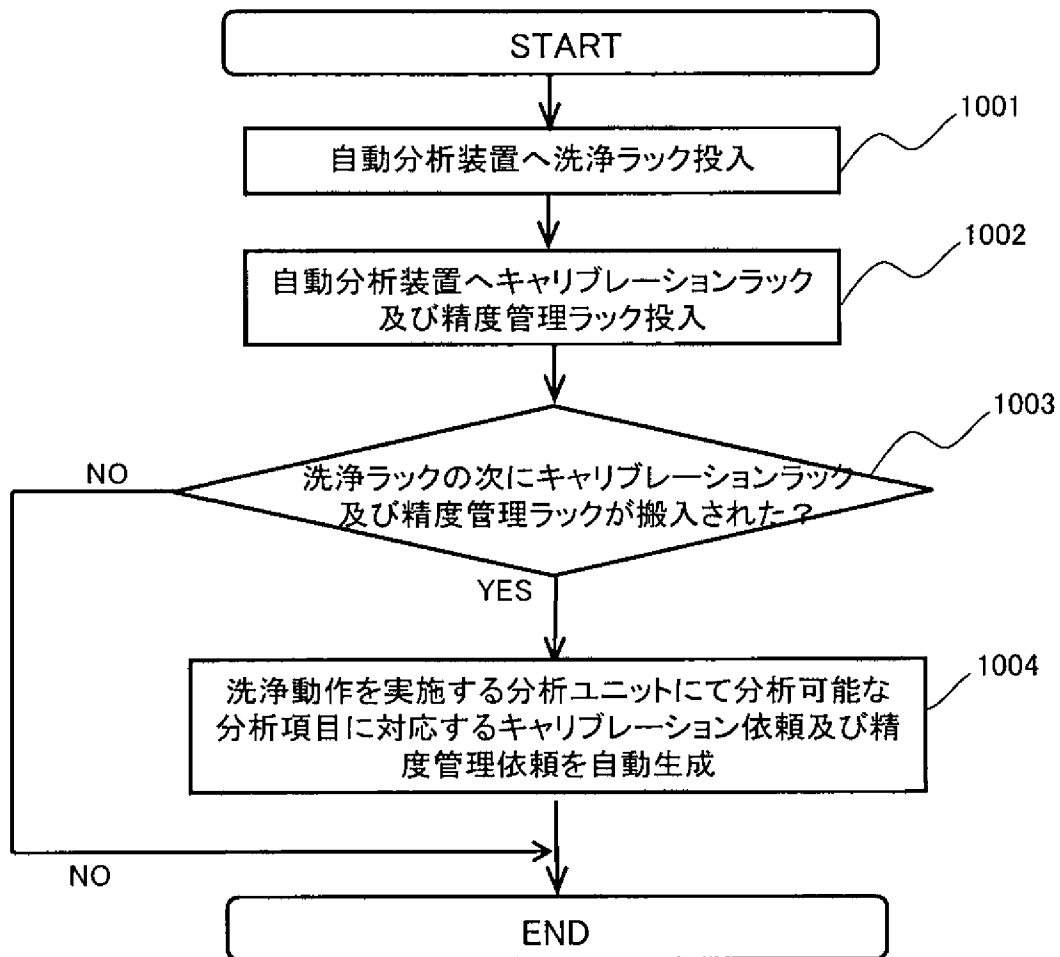 START
1001
自動分析装置へ洗浄ラック投入
1002
自動分析装置へキャリブレーションラック
及び精度管理ラック投入
1003
NO
洗浄ラックの次にキャリブレーションラック
及び精度管理ラックが搬入された？
YES
1004
洗浄動作を実施する分析ユニットにて分析可能な
分析項目に対応するキャリブレーション依頼及び精
度管理依頼を自動生成
NO
END